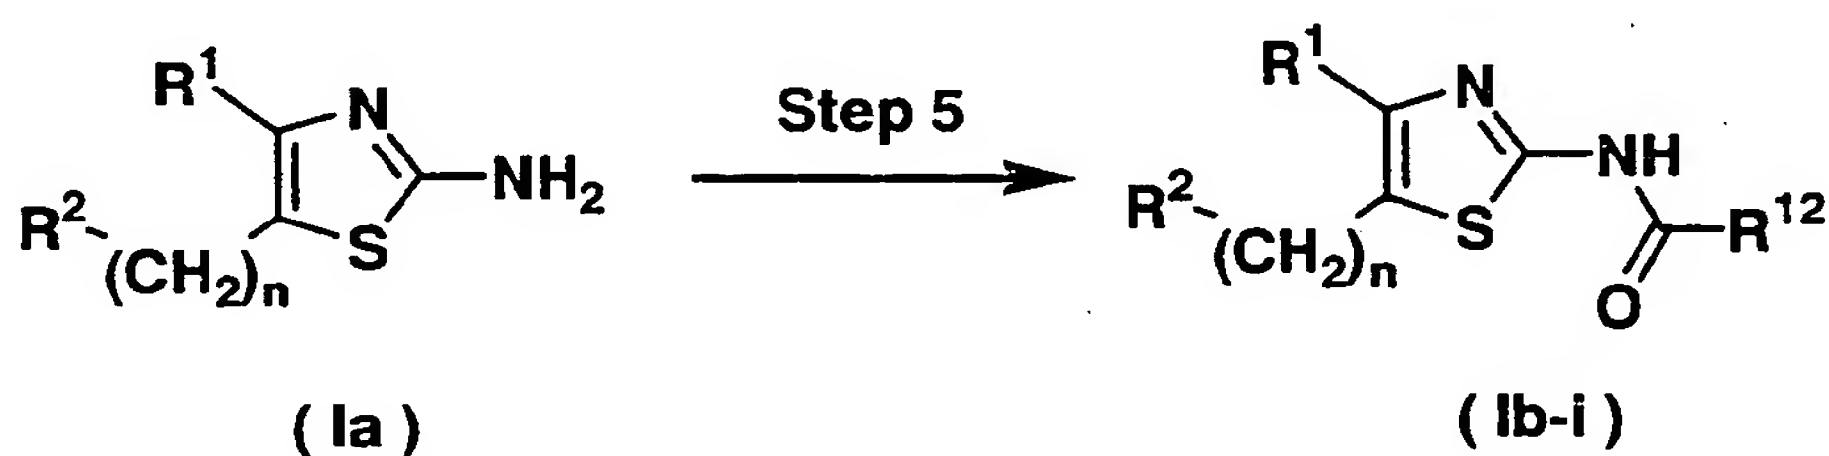 R¹ N NH₂
R² (CH₂)n S
(Ia)
Step 5
R¹ N NH
R² (CH₂)n S R¹²
O
(Ib-i)